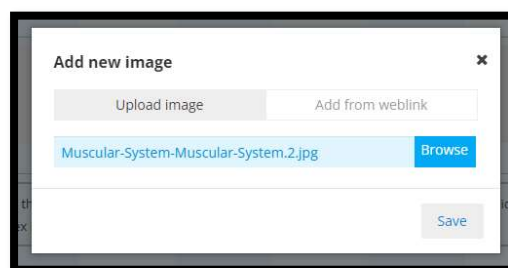 Add new image
Upload image
Add from weblink
Muscular-System-Muscular-System.2.jpg
Browse
Save